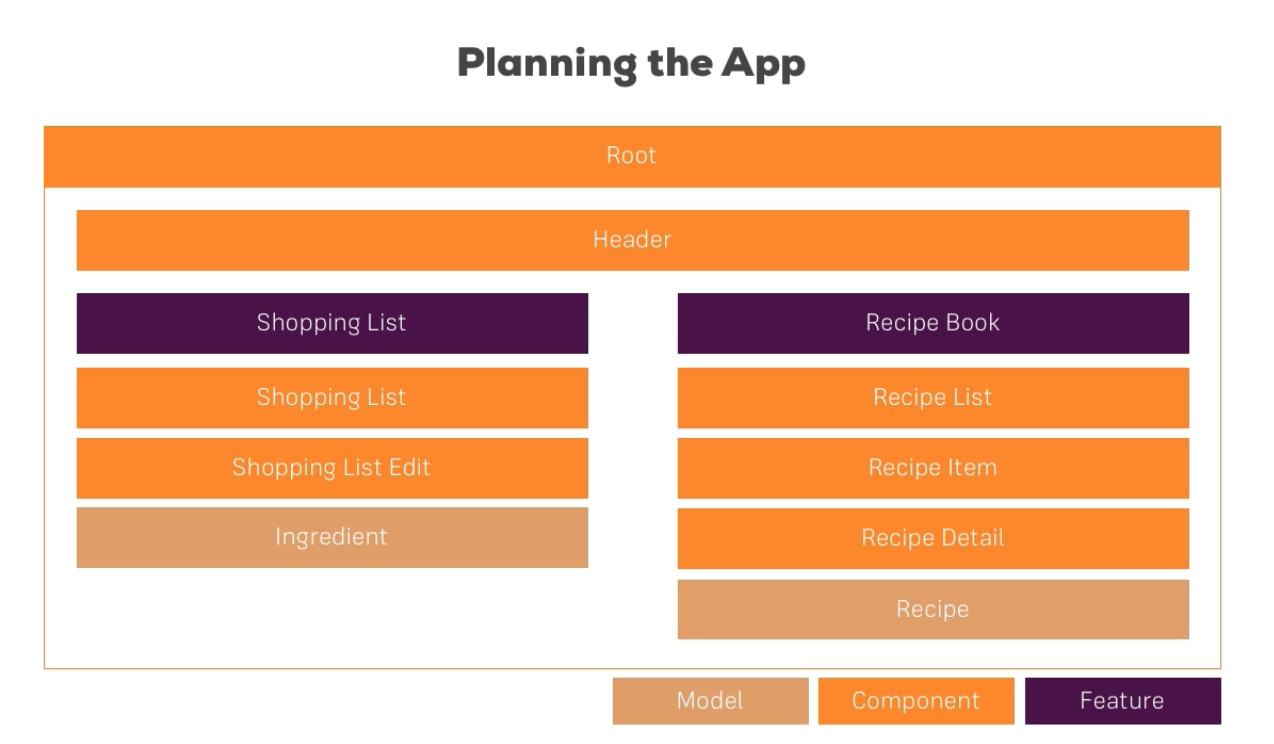 Planning the App
Root
Header
Shopping List
Shopping List
Shopping List Edit
Ingredient
Recipe Book
Recipe List
Recipe Item
Recipe Detail
Recipe
Model
Component
Feature